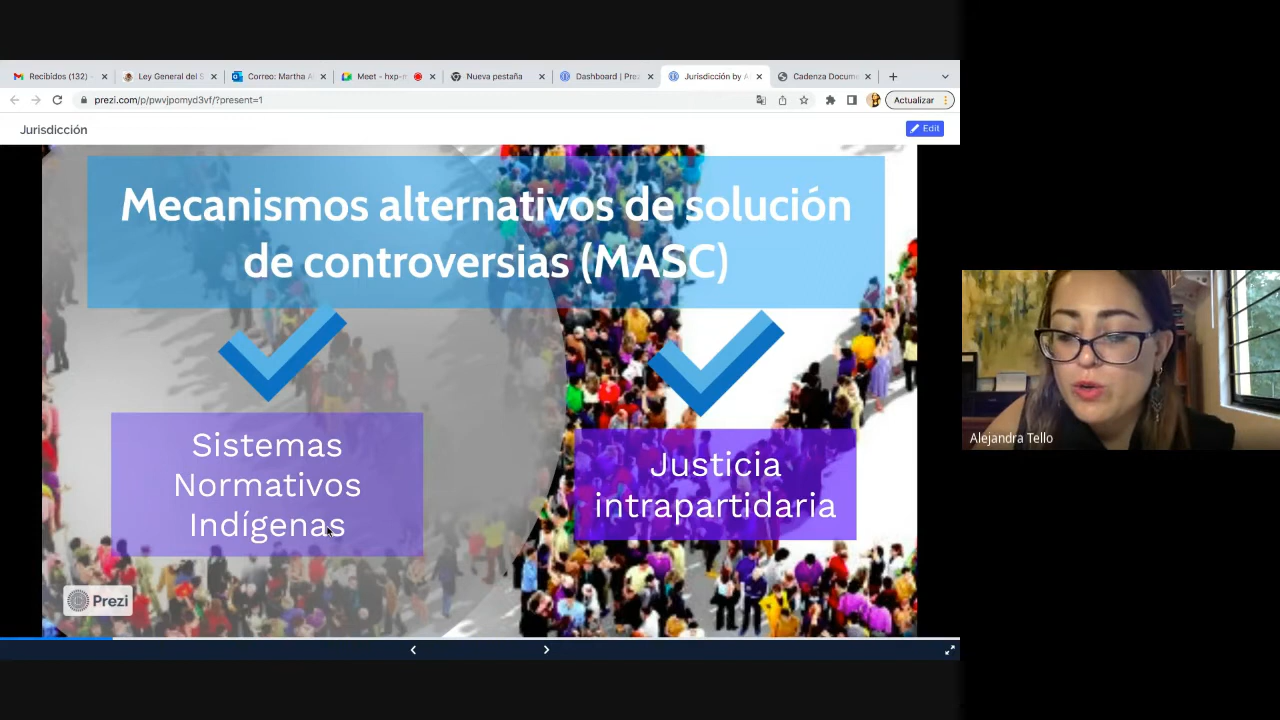 Recibidos (132) -
Ley General del S
Correo: Martha A
Meet - hxp-m
Nueva pestaña
Dashboard | Prez
Jurisdicción by A
Cadenza Docum
prezi.com/p/pwvjpomyd3vf/?present=1
Actualizar
Jurisdicción
Edit
Mecanismos alternativos de solución
de controversias (MASC)
Sistemas
Normativos
Indígenas
Justicia
intrapartidaria
Prezi
Alejandra Tello